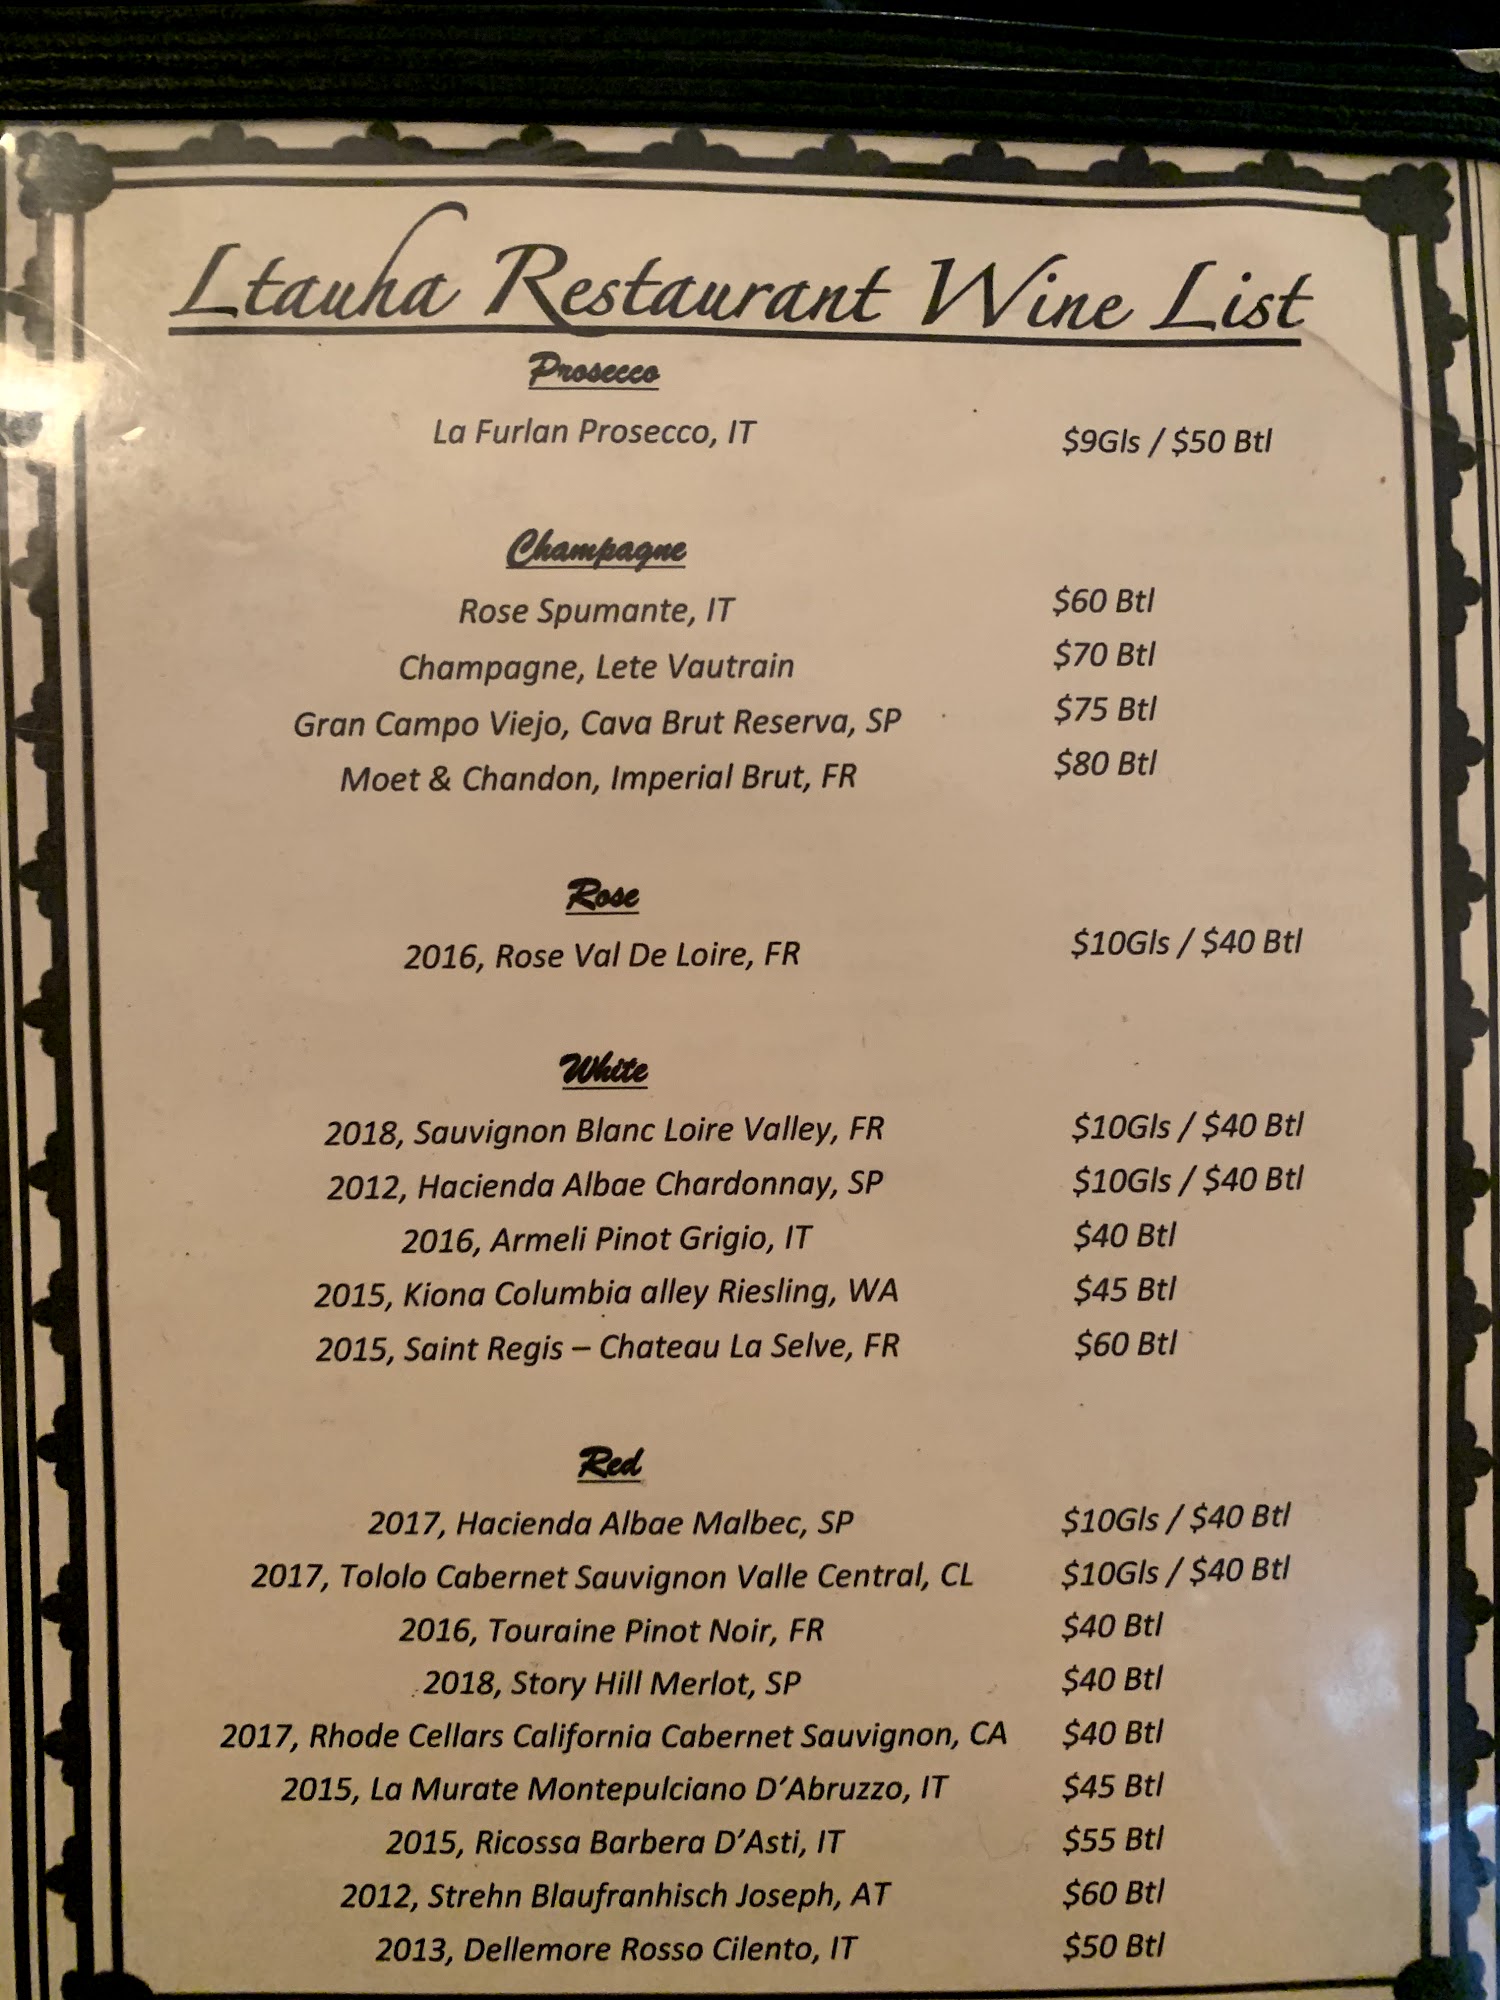 Ltauha Restaurant Wine List
Prosecco
La Furlan Prosecco, IT $9Gls / $50 Btl
Champagne
Rose Spumante, IT $60 Btl
Champagne, Lete Vautrain $70 Btl
Gran Campo Viejo, Cava Brut Reserva, SP $75 Btl
Moet & Chandon, Imperial Brut, FR $80 Btl
Rose
2016, Rose Val De Loire, FR $10Gls / $40 Btl
White
2018, Sauvignon Blanc Loire Valley, FR $10Gls / $40 Btl
2012, Hacienda Albae Chardonnay, SP $10Gls / $40 Btl
2016, Armeli Pinot Grigio, IT $40 Btl
2015, Kiona Columbia alley Riesling, WA $45 Btl
2015, Saint Regis – Chateau La Selve, FR $60 Btl
Red
2017, Hacienda Albae Malbec, SP $10Gls / $40 Btl
2017, Tololo Cabernet Sauvignon Valle Central, CL $10Gls / $40 Btl
2016, Touraine Pinot Noir, FR $40 Btl
2018, Story Hill Merlot, SP $40 Btl
2017, Rhode Cellars California Cabernet Sauvignon, CA $40 Btl
2015, La Murate Montepulciano D’Abruzzo, IT $45 Btl
2015, Ricossa Barbera D’Asti, IT $55 Btl
2012, Strehn Blaufranhisch Joseph, AT $60 Btl
2013, Dellemore Rosso Cilento, IT $50 Btl